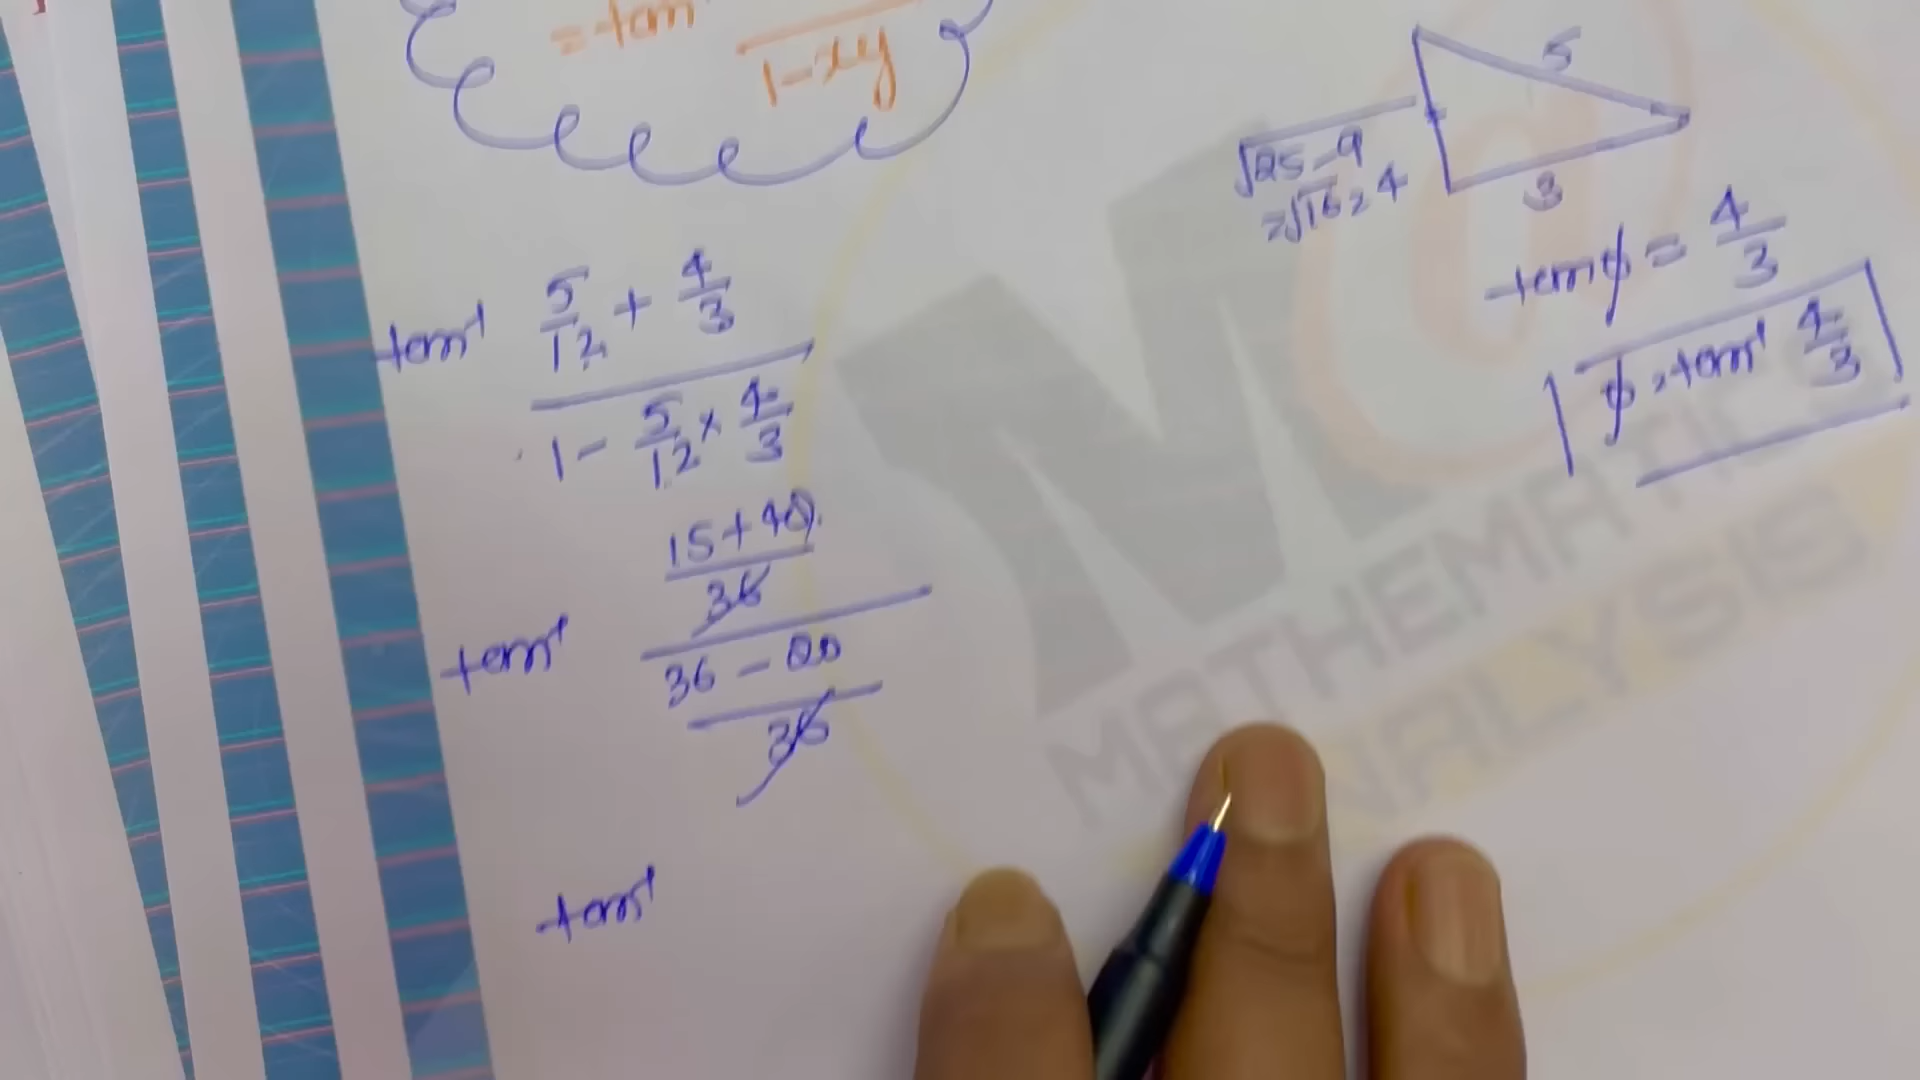 = tan⁻¹ ―/1-xy
5
√25-9
=√16=4
3
tanϕ = 4/3
ϕ=tan⁻¹ 4/3
tan⁻¹ (5/12 + 4/3)/(1 - 5/12 × 4/3)
tan⁻¹ ((15+48)/36)/((36-20)/36)
tan⁻¹
MATHEMATIC
ANALYSIS